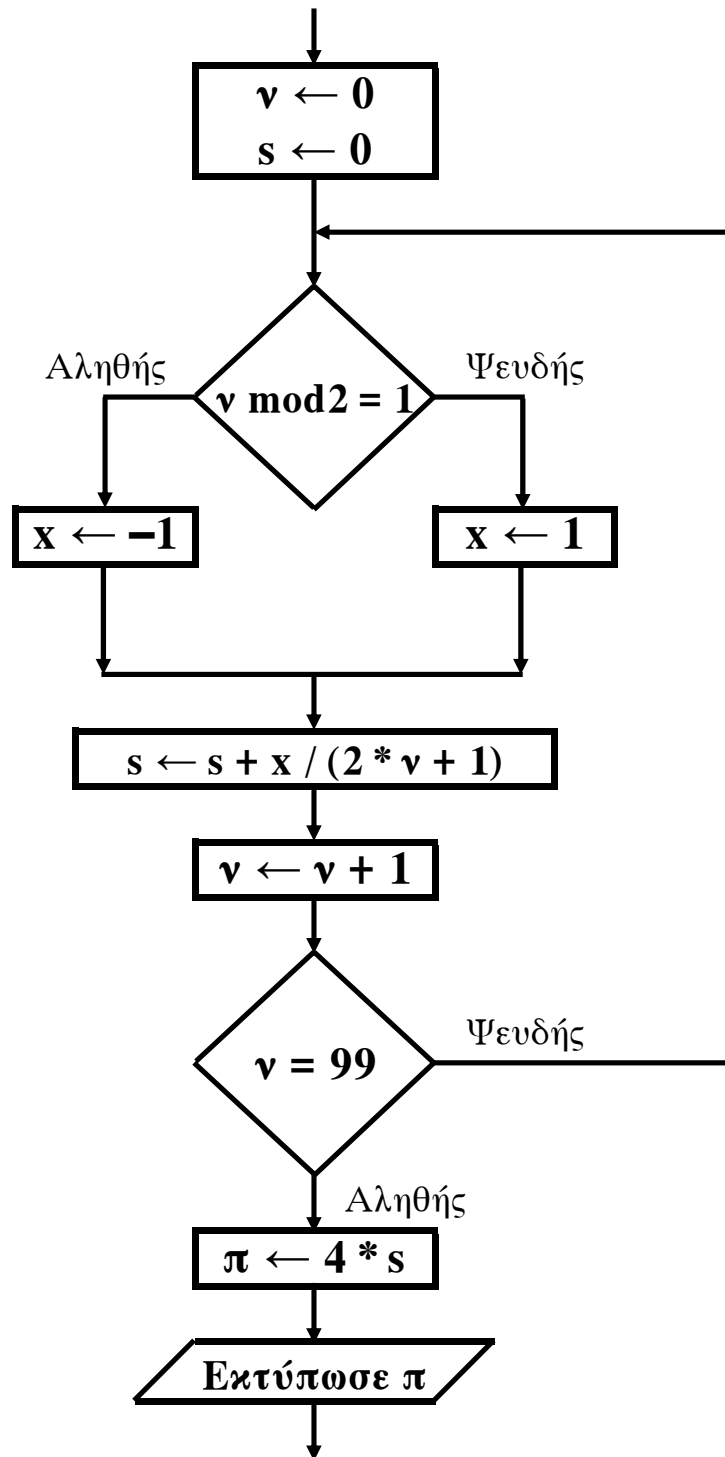 ν ← 0
s ← 0
Αληθής
Ψευδής
ν mod2 = 1
x ← −1
x ← 1
s ← s + x / (2 * ν + 1)
ν ← ν + 1
Ψευδής
ν = 99
Αληθής
π ← 4 * s
Εκτύπωσε π